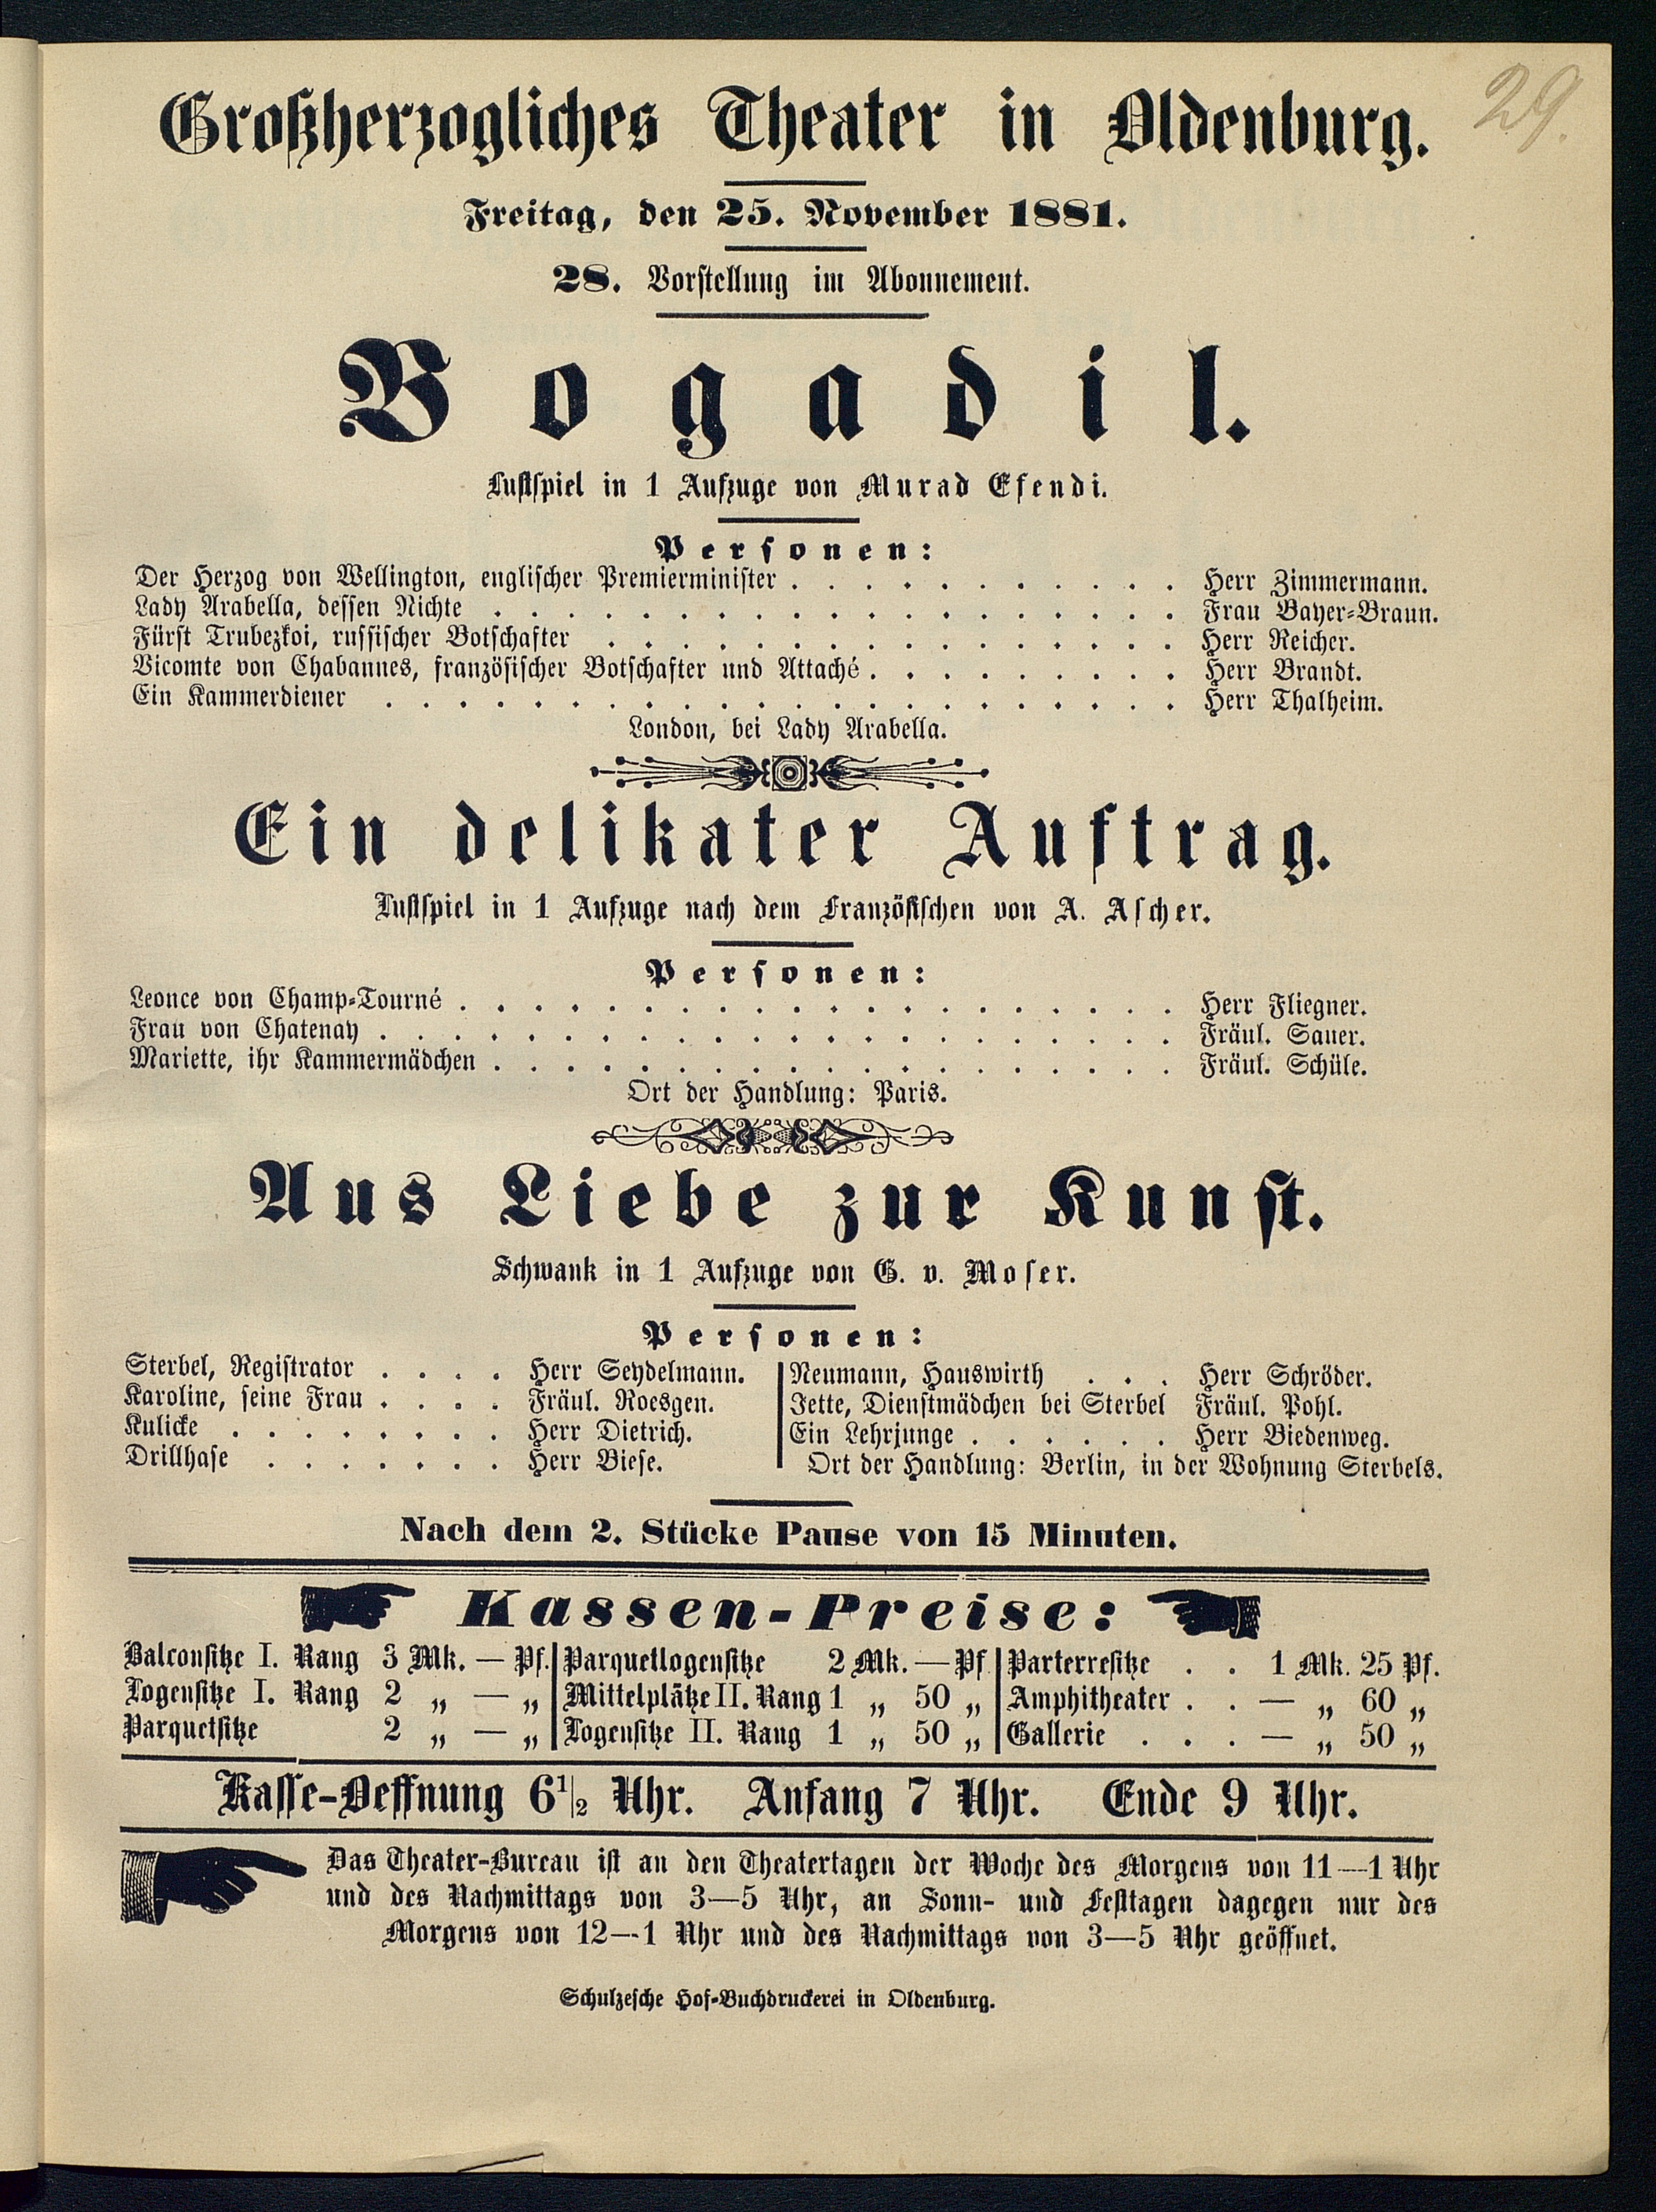 29.
Großherzogliches Theater in Oldenburg.
Freitag, den 25. November 1881.
28. Vorstellung im Abonnement.
Bogadil.
Lustspiel in 1 Aufzuge von Murad Efendi.
Personen:
Der Herzog von Wellington, englischer Premierminister . . . . . . . . . . . Herr Zimmermann.
Lady Arabella, dessen Nichte . . . . . . . . . . . . . . . . . . . Frau Bayer-Braun.
Fürst Trubezkoi, russischer Botschafter . . . . . . . . . . . . . . . . Herr Reicher.
Vicomte von Chabannes, französischer Botschafter und Attaché . . . . . . . . . Herr Brandt.
Ein Kammerdiener . . . . . . . . . . . . . . . . . . . . . . Herr Thalheim.
London, bei Lady Arabella.
Ein delikater Auftrag.
Lustspiel in 1 Aufzuge nach dem Französischen von A. Ascher.
Personen:
Leonce von Champ-Tourné . . . . . . . . . . . . . . . . . . . . Herr Fliegner.
Frau von Chatenay . . . . . . . . . . . . . . . . . . . . . . Fräul. Sauer.
Mariette, ihr Kammermädchen . . . . . . . . . . . . . . . . . . . Fräul. Schüle.
Ort der Handlung: Paris.
Aus Liebe zur Kunst.
Schwank in 1 Aufzuge von G. v. Moser.
Personen:
Sterbel, Registrator . . . . Herr Seydelmann.
Karoline, seine Frau . . . . Fräul. Roesgen.
Kulicke . . . . . . . . Herr Dietrich.
Drillhase . . . . . . . Herr Biese.
Neumann, Hauswirth . . . Herr Schröder.
Jette, Dienstmädchen bei Sterbel Fräul. Pohl.
Ein Lehrjunge . . . . . . Herr Biedenweg.
Ort der Handlung: Berlin, in der Wohnung Sterbels.
Nach dem 2. Stücke Pause von 15 Minuten.
Kassen-Preise:
Balconsitze I. Rang 3 Mk. — Pf. Parquetlogensitze 2 Mk. — Pf Parterresitze . . 1 Mk. 25 Pf.
Logensitze I. Rang 2 „ — „ Mittelplätze II. Rang 1 „ 50 „ Amphitheater . . — „ 60 „
Parquetsitze 2 „ — „ Logensitze II. Rang 1 „ 50 „ Gallerie . . . — „ 50 „
Kasse-Oeffnung 6 1/2 Uhr. Anfang 7 Uhr. Ende 9 Uhr.
Das Theater-Bureau ist an den Theatertagen der Woche des Morgens von 11—1 Uhr
und des Nachmittags von 3—5 Uhr, an Sonn- und Festtagen dagegen nur des
Morgens von 12—1 Uhr und des Nachmittags von 3—5 Uhr geöffnet.
Schulzesche Hof-Buchdruckerei in Oldenburg.